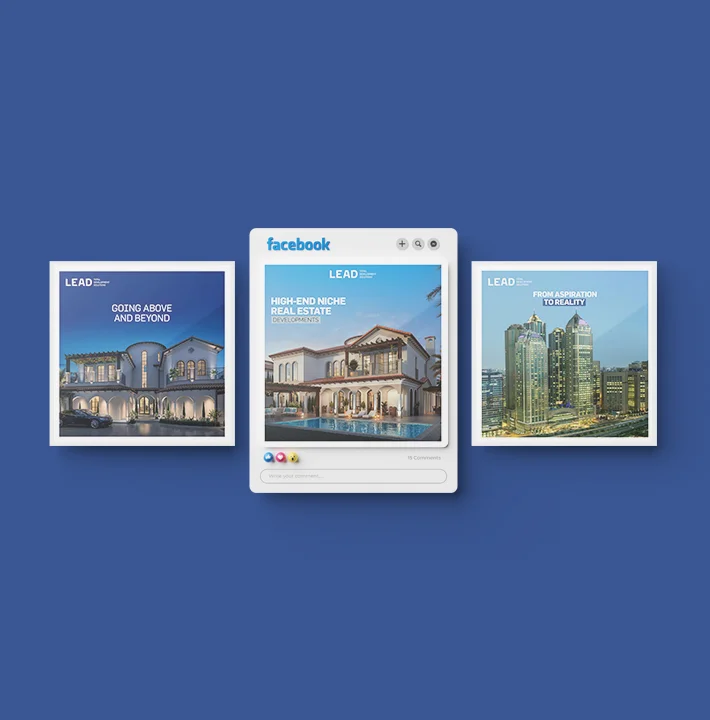 LEAD
GOING ABOVE
AND BEYOND
facebook
LEAD
HIGH-END NICHE
REAL ESTATE
DEVELOPMENTS
15 Comments
Write your comment...
LEAD
FROM ASPIRATION
TO REALITY